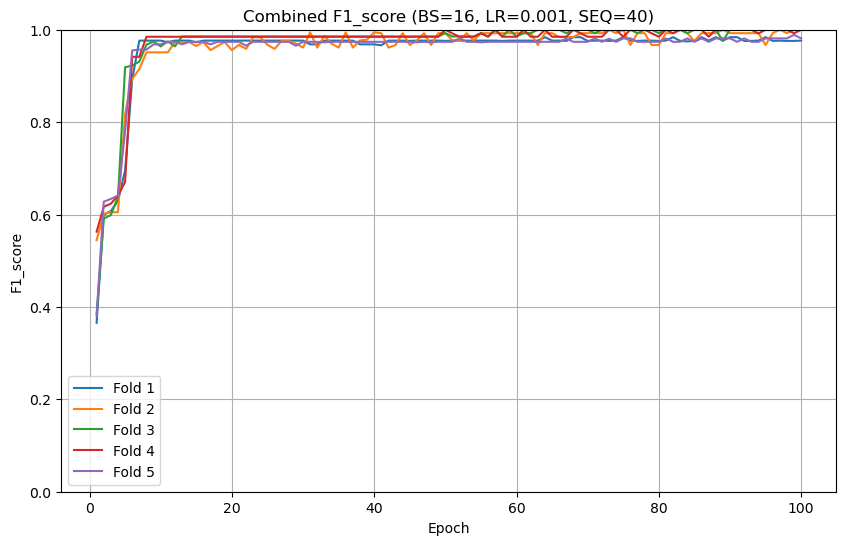 Combined F1_score (BS=16, LR=0.001, SEQ=40)
1.0
0.8
0.6
0.4
0.2
0.0
F1_score
Fold 1
Fold 2
Fold 3
Fold 4
Fold 5
0 20 40 60 80 100
Epoch